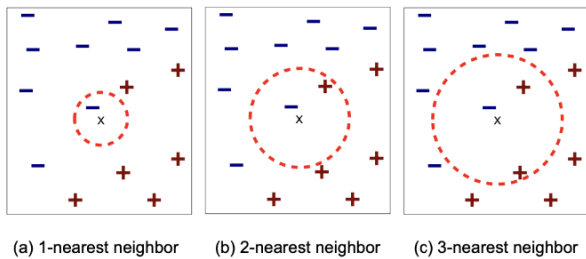 x
x
x
(a) 1-nearest neighbor
(b) 2-nearest neighbor
(c) 3-nearest neighbor